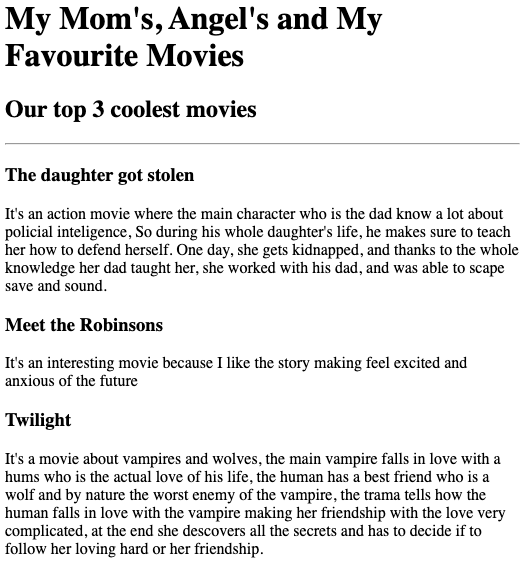 My Mom's, Angel's and My
Favourite Movies
Our top 3 coolest movies
The daughter got stolen
It's an action movie where the main character who is the dad know a lot about
policial inteligence, So during his whole daughter's life, he makes sure to teach
her how to defend herself. One day, she gets kidnapped, and thanks to the whole
knowledge her dad taught her, she worked with his dad, and was able to scape
save and sound.
Meet the Robinsons
It's an interesting movie because I like the story making feel excited and
anxious of the future
Twilight
It's a movie about vampires and wolves, the main vampire falls in love with a
hums who is the actual love of his life, the human has a best friend who is a
wolf and by nature the worst enemy of the vampire, the trama tells how the
human falls in love with the vampire making her friendship with the love very
complicated, at the end she descovers all the secrets and has to decide if to
follow her loving hard or her friendship.